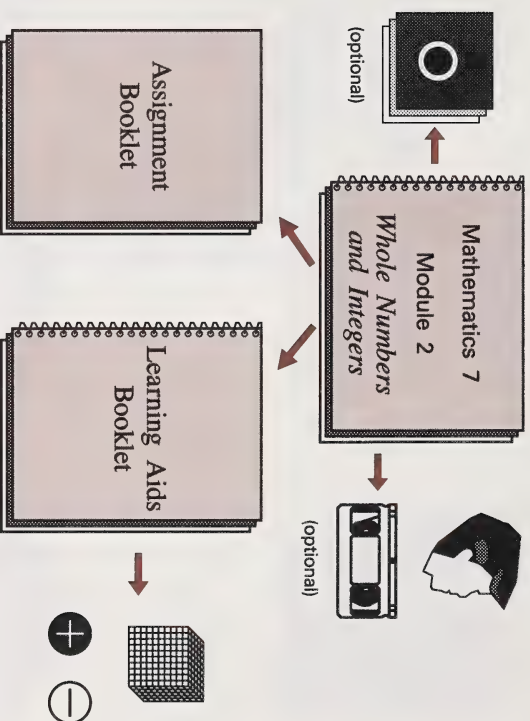 (optional)
Mathematics 7
Module 2
Whole Numbers
and Integers
(optional)
Assignment
Booklet
Learning Aids
Booklet
+ −